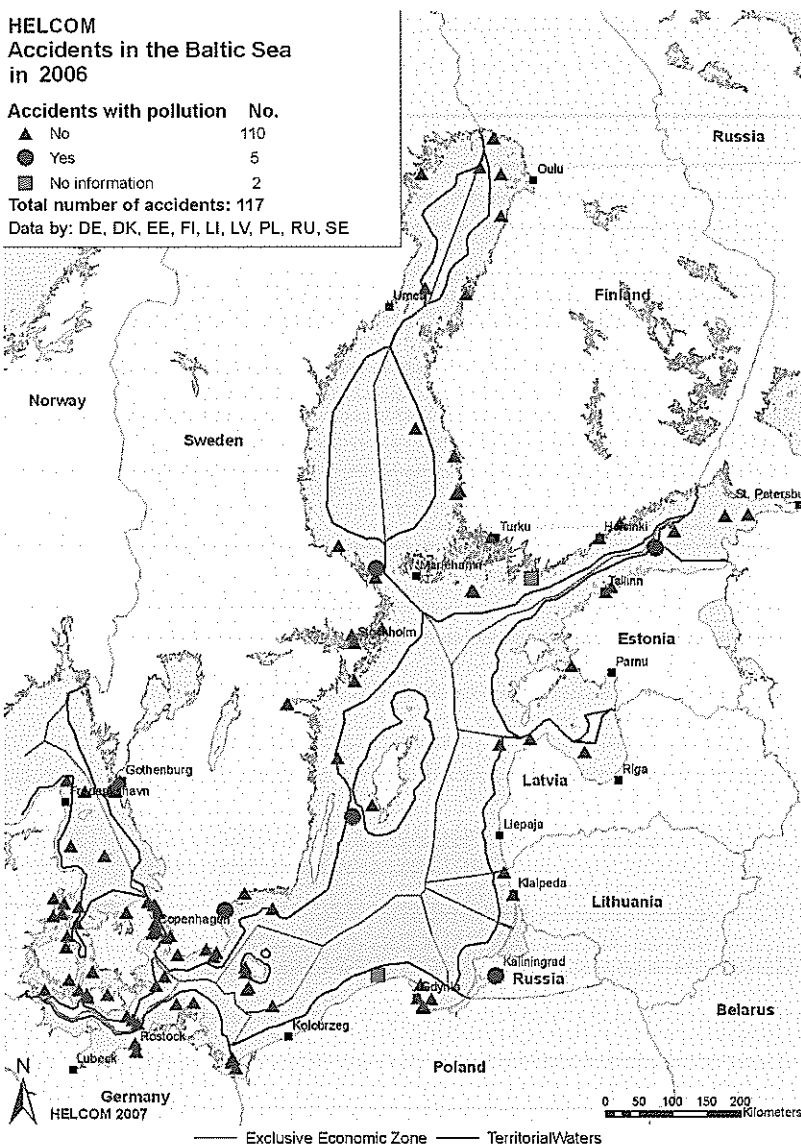 HELCOM
Accidents in the Baltic Sea
in 2006
Accidents with pollution No.
No 110
Yes 5
No information 2
Total number of accidents: 117
Data by: DE, DK, EE, FI, LI, LV, PL, RU, SE
Russia
Oulu
Finland
Norway
Sweden
St. Petersbu
Turku
Helsinki
Mariehamn
Tallinn
Stockholm
Estonia
Parnu
Gothenburg
Latvia
Riga
Liepaja
Klaipeda
Lithuania
Copenhagen
Kaliningrad
Russia
Gdynia
Belarus
Kolobrzeg
Rostock
Lubeck
Poland
N
Germany
HELCOM 2007
0 50 100 150 200
Kilometers
Exclusive Economic Zone TerritorialWaters